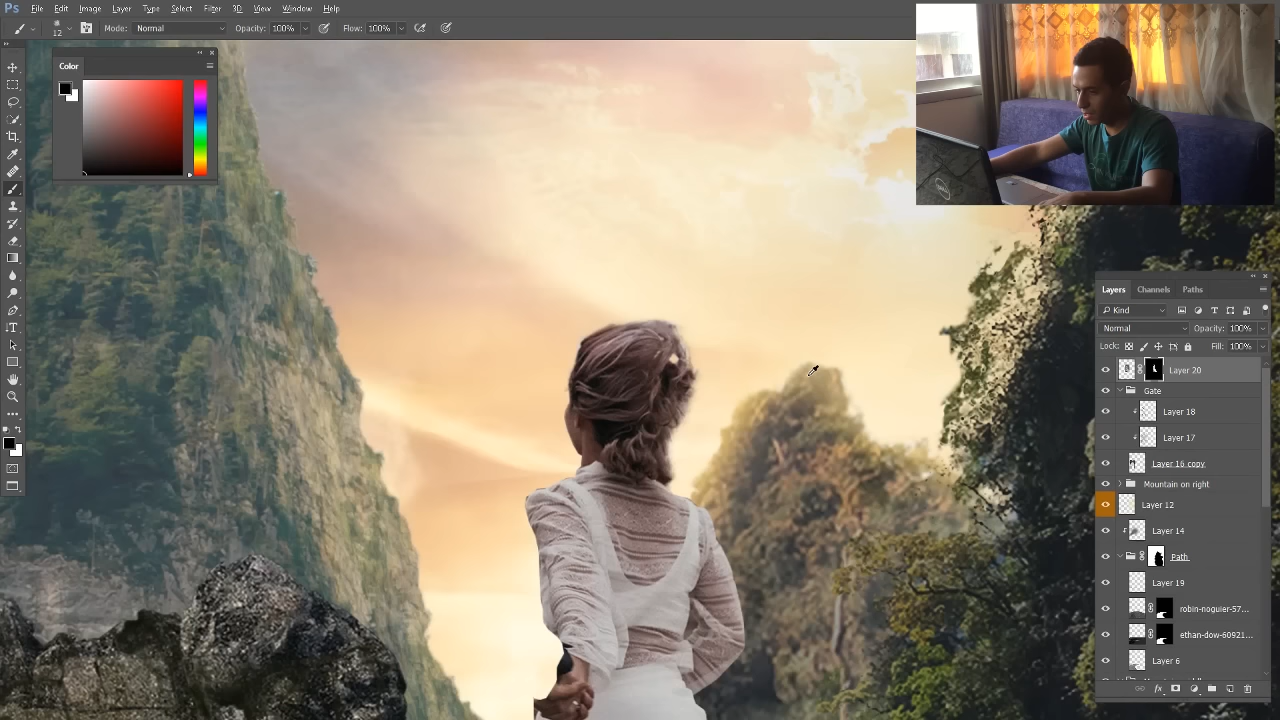 Ps File Edit Image Layer Type Select Filter 3D View Window Help
12 Mode: Normal Opacity: 100% Flow: 100%
Color
DELL
Layers Channels Paths
Kind
Normal Opacity: 100%
Lock: Fill: 100%
Layer 20
Gate
Layer 18
Layer 17
Layer 16 copy
Mountain on right
Layer 12
Layer 14
Path
Layer 19
robin-noguier-57...
ethan-dow-60921...
Layer 6
fx